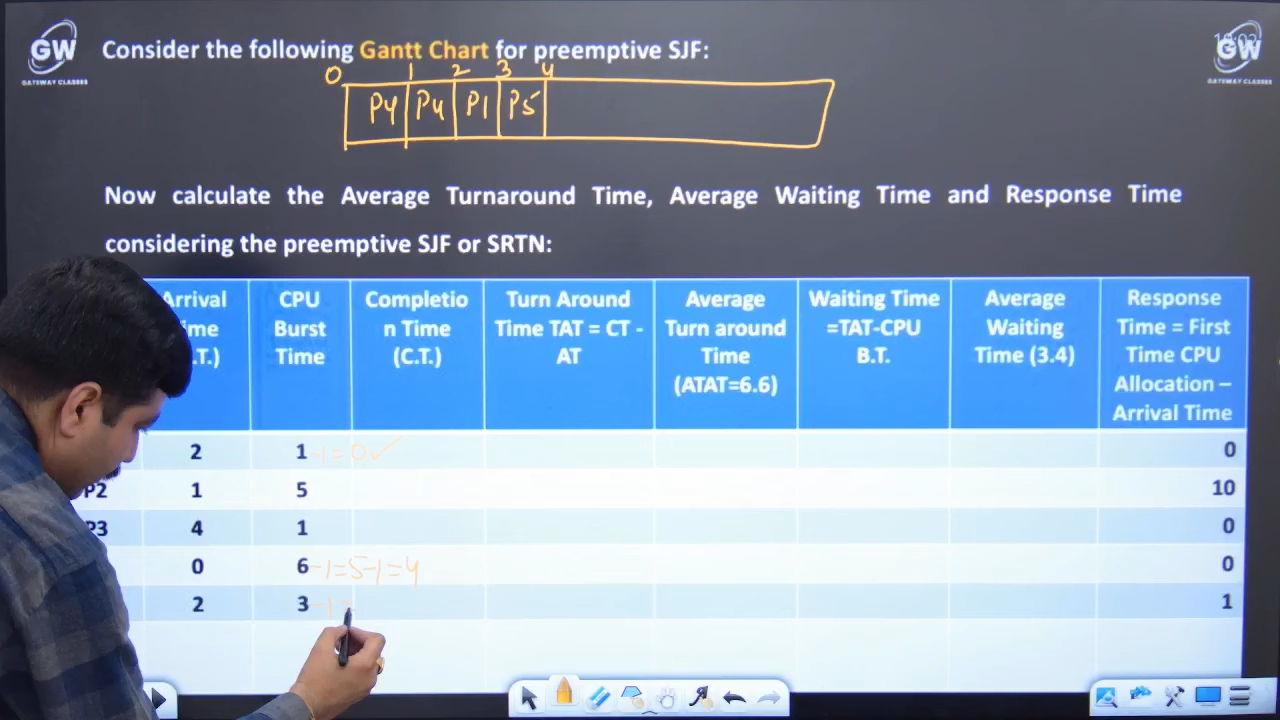 GW
GATEWAY CLASSES
Consider the following Gantt Chart for preemptive SJF:
GW
GATEWAY CLASSES
0 1 2 3 4
P4 P4 P1 P5
Now calculate the Average Turnaround Time, Average Waiting Time and Response Time
considering the preemptive SJF or SRTN:
Arrival
CPU
Burst
Time
Completio
n Time
(C.T.)
Turn Around
Time TAT = CT -
AT
Average
Turn around
Time
(ATAT=6.6)
Waiting Time
=TAT-CPU
B.T.
Average
Waiting
Time (3.4)
Response
Time = First
Time CPU
Allocation –
Arrival Time
2 1 -1=0✓ 0
P2 1 5 10
P3 4 1 0
0 6 -1=5-1=4 0
2 3 -1= 1